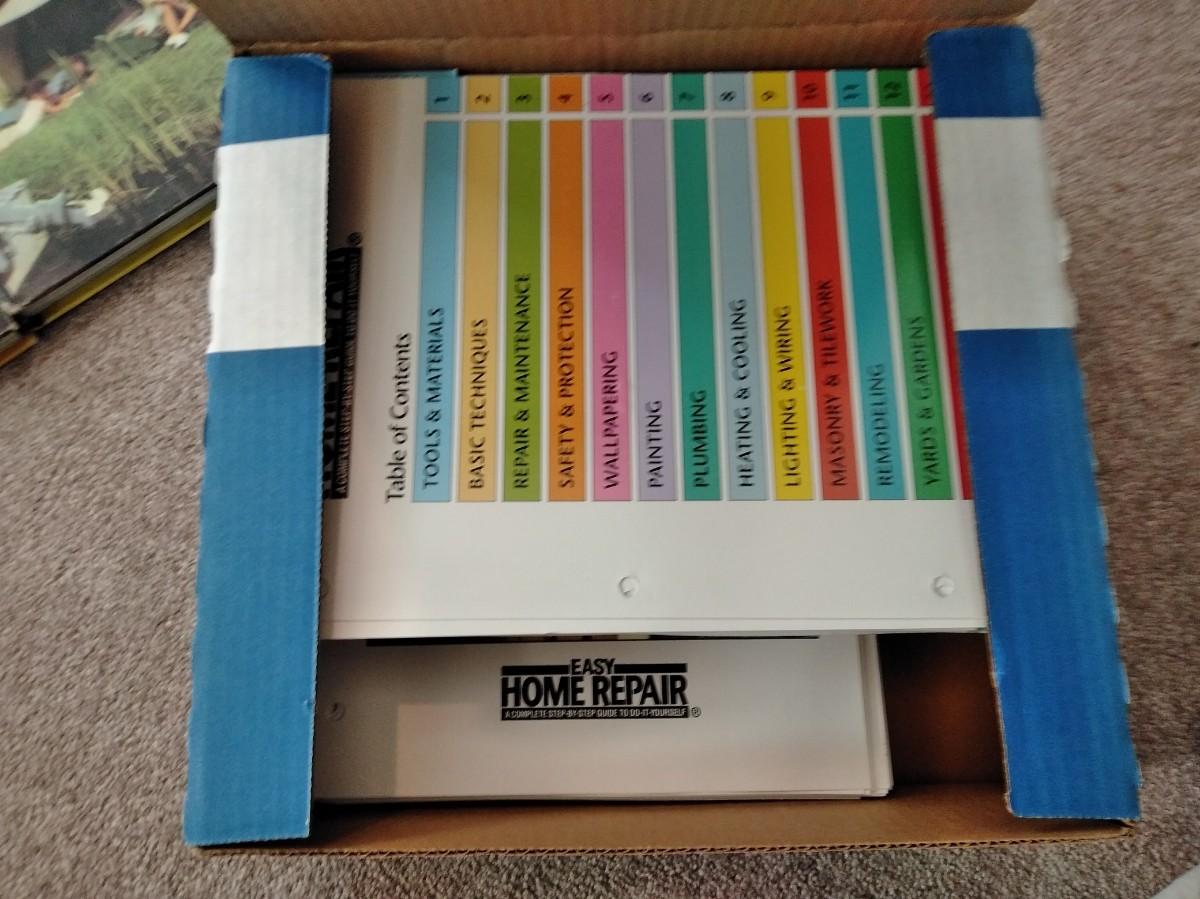 EASY
HOME REPAIR
A COMPLETE STEP-BY-STEP GUIDE TO DO-IT-YOURSELF ®
Table of Contents
TOOLS & MATERIALS 1
BASIC TECHNIQUES 2
REPAIR & MAINTENANCE 3
SAFETY & PROTECTION 4
WALLPAPERING 5
PAINTING 6
PLUMBING 7
HEATING & COOLING 8
LIGHTING & WIRING 9
MASONRY & TILEWORK 10
REMODELING 11
YARDS & GARDENS 12